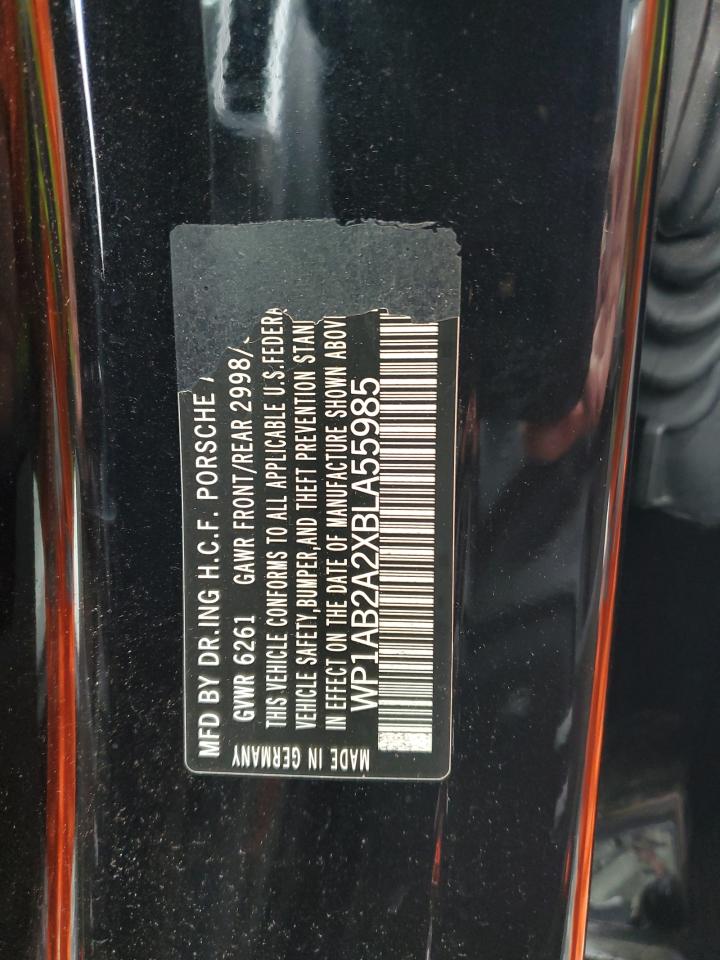 MFD BY DR.ING H.C.F. PORSCHE
GVWR 6261 GAWR FRONT/REAR 2998/
THIS VEHICLE CONFORMS TO ALL APPLICABLE U.S.FEDERA
VEHICLE SAFETY,BUMPER,AND THEFT PREVENTION STAN
IN EFFECT ON THE DATE OF MANUFACTURE SHOWN ABOV
WP1AB2A2XBLA55985
MADE IN GERMANY